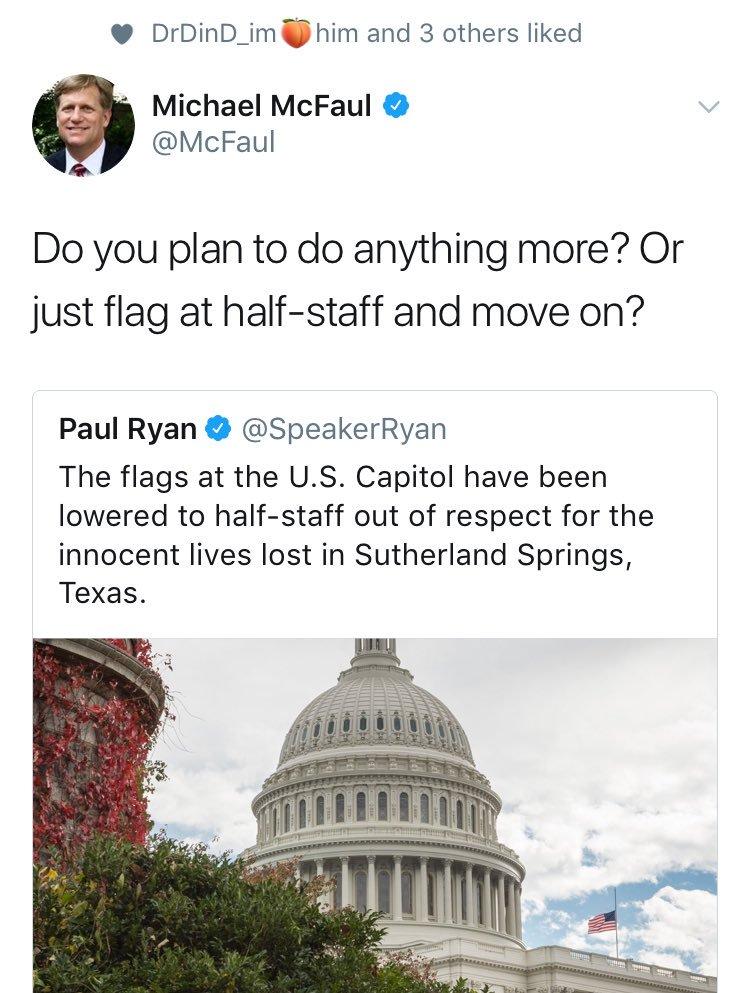 DrDinD_im🍑him and 3 others liked
Michael McFaul
@McFaul
Do you plan to do anything more? Or
just flag at half-staff and move on?
Paul Ryan @SpeakerRyan
The flags at the U.S. Capitol have been
lowered to half-staff out of respect for the
innocent lives lost in Sutherland Springs,
Texas.